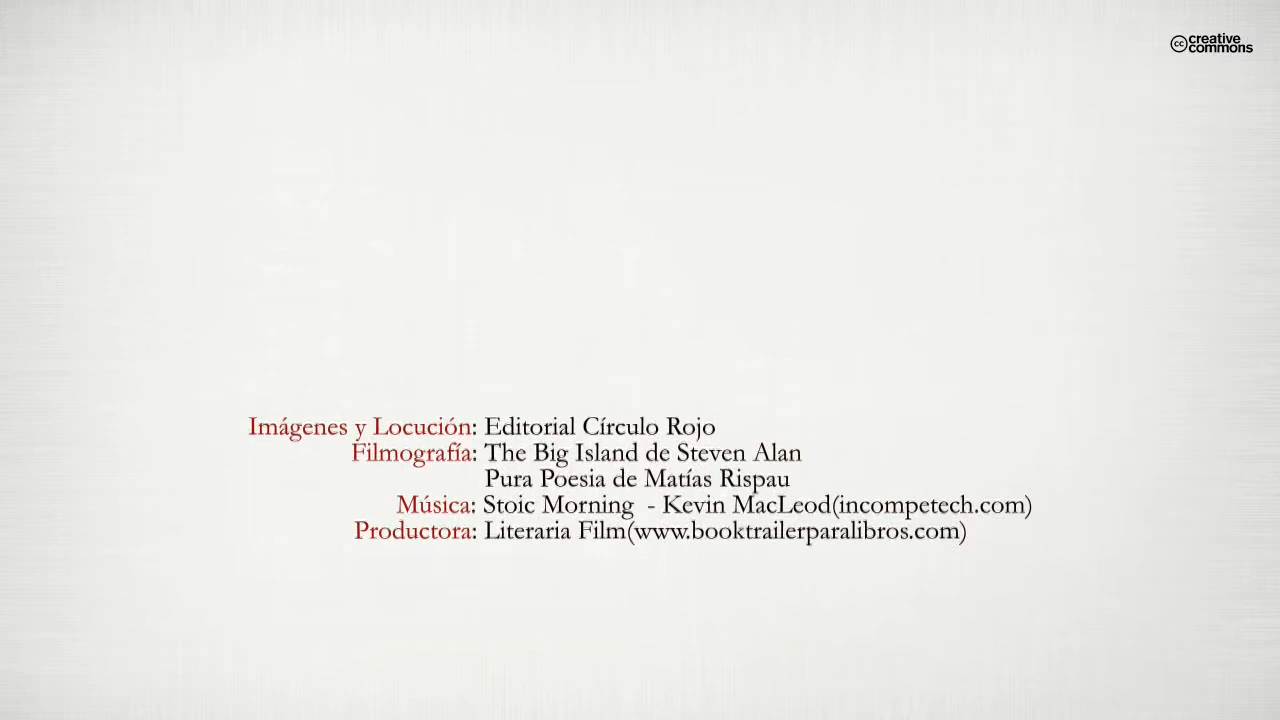 creative
commons
Imágenes y Locución: Editorial Círculo Rojo
Filmografía: The Big Island de Steven Alan
Pura Poesia de Matías Rispau
Música: Stoic Morning - Kevin MacLeod(incompetech.com)
Productora: Literaria Film(www.booktrailerparalibros.com)